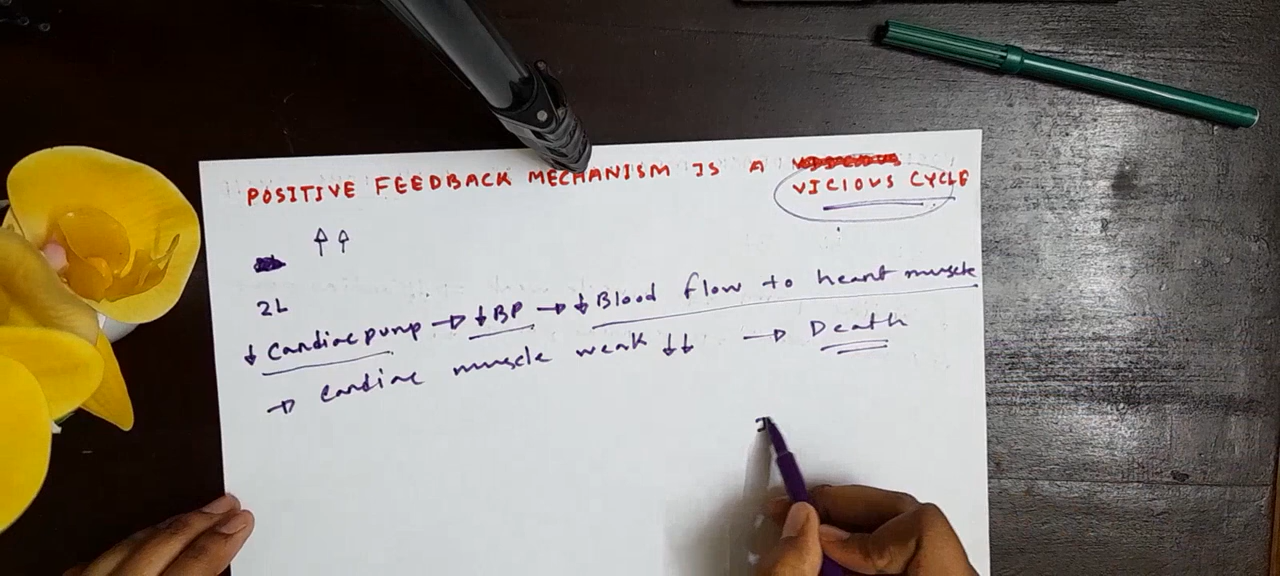 POSITIVE FEEDBACK MECHANISM IS A
VICIOUS CYCLE
↑ ↑
2L
↓ Cardiac pump → ↓ BP → ↓ Blood flow to heart muscle
→ cardiac muscle weak ↓↓ → Death